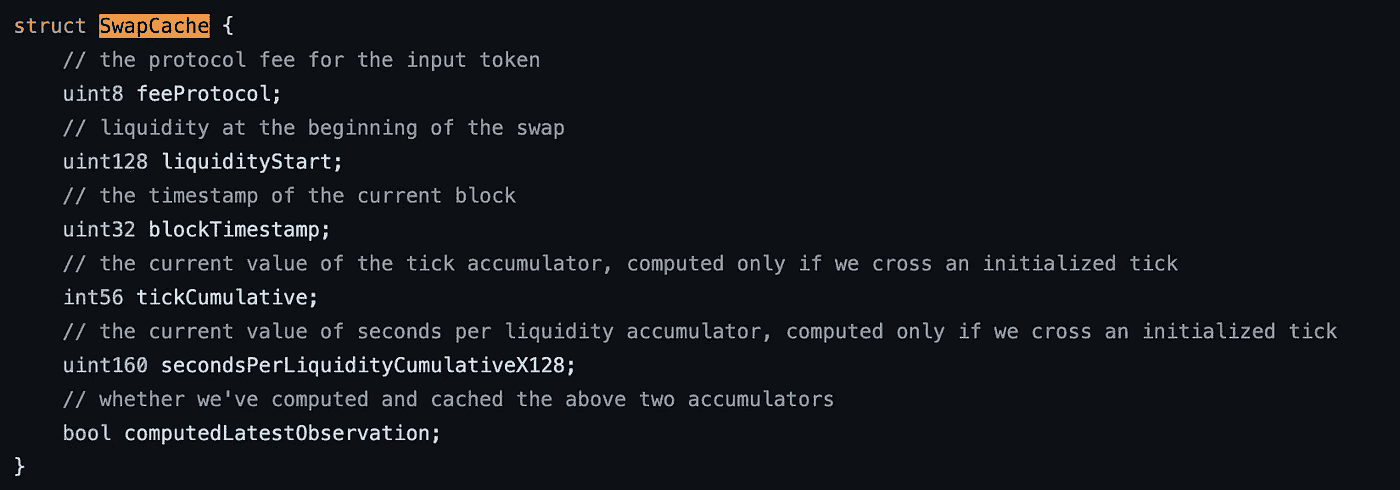 struct SwapCache {
    // the protocol fee for the input token
    uint8 feeProtocol;
    // liquidity at the beginning of the swap
    uint128 liquidityStart;
    // the timestamp of the current block
    uint32 blockTimestamp;
    // the current value of the tick accumulator, computed only if we cross an initialized tick
    int56 tickCumulative;
    // the current value of seconds per liquidity accumulator, computed only if we cross an initialized tick
    uint160 secondsPerLiquidityCumulativeX128;
    // whether we've computed and cached the above two accumulators
    bool computedLatestObservation;
}